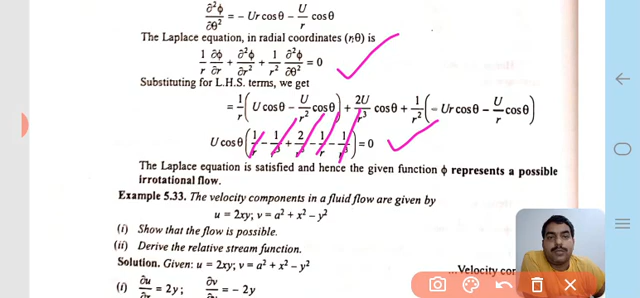 ∂²ϕ/∂θ² = − Ur cos θ − U/r cos θ
The Laplace equation, in radial coordinates (r, θ) is
1/r ∂ϕ/∂r + ∂²ϕ/∂r² + 1/r² ∂²ϕ/∂θ² = 0
Substituting for L.H.S. terms, we get
= 1/r (U cos θ − U/r² cos θ) + 2U/r³ cos θ + 1/r² (− Ur cos θ − U/r cos θ)
U cos θ (1/r − 1/r³ + 2/r³ − 1/r − 1/r³) = 0
The Laplace equation is satisfied and hence the given function ϕ represents a possible
irrotational flow.
Example 5.33. The velocity components in a fluid flow are given by
u = 2xy; v = a² + x² − y²
(i) Show that the flow is possible.
(ii) Derive the relative stream function.
Solution. Given: u = 2xy; v = a² + x² − y²
...Velocity
(i) ∂u/∂x = 2y; ∂v = − 2y